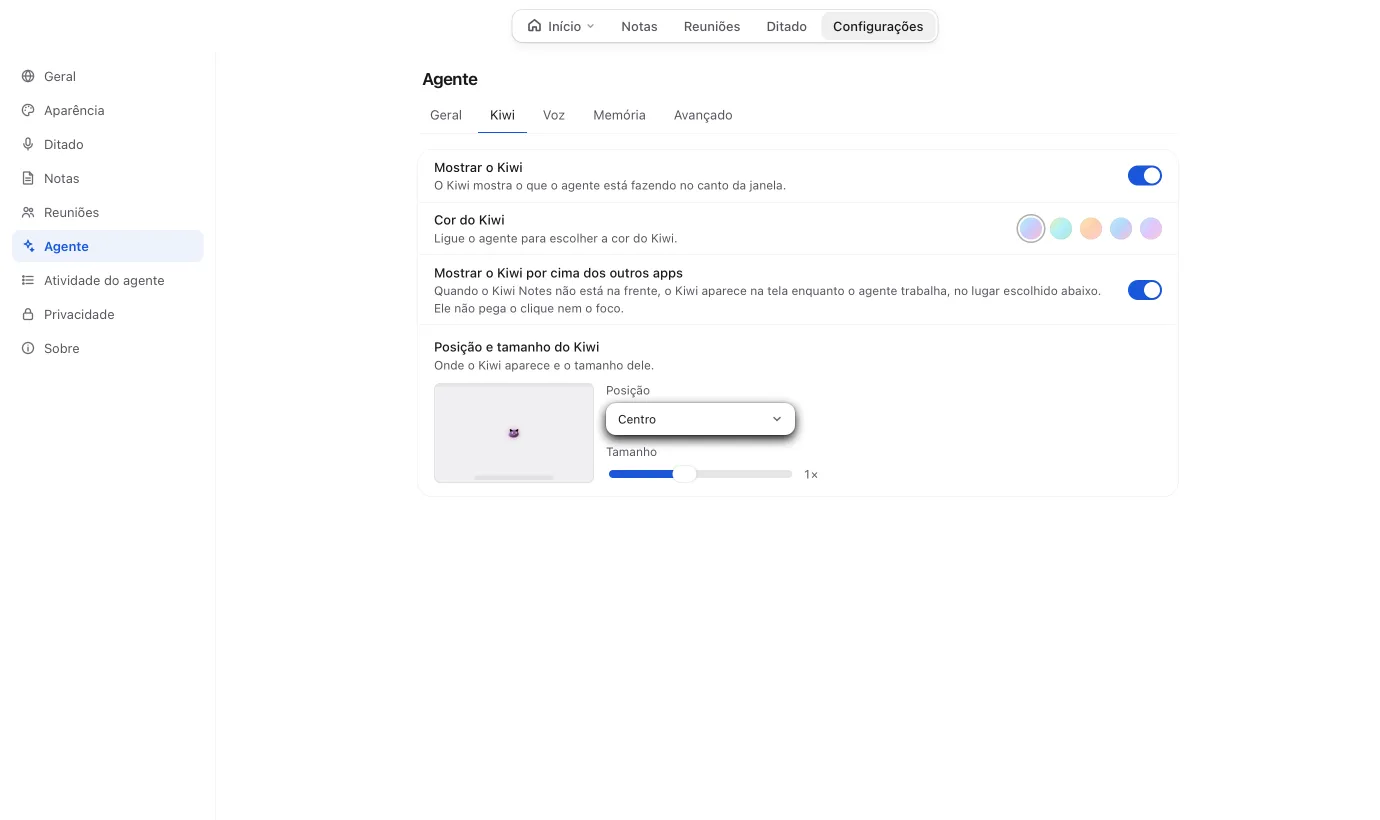 Início
Notas
Reuniões
Ditado
Configurações
Geral
Aparência
Ditado
Notas
Reuniões
Agente
Atividade do agente
Privacidade
Sobre
Agente
Geral
Kiwi
Voz
Memória
Avançado
Mostrar o Kiwi
O Kiwi mostra o que o agente está fazendo no canto da janela.
Cor do Kiwi
Ligue o agente para escolher a cor do Kiwi.
Mostrar o Kiwi por cima dos outros apps
Quando o Kiwi Notes não está na frente, o Kiwi aparece na tela enquanto o agente trabalha, no lugar escolhido abaixo.
Ele não pega o clique nem o foco.
Posição e tamanho do Kiwi
Onde o Kiwi aparece e o tamanho dele.
Posição
Centro
Tamanho
1×